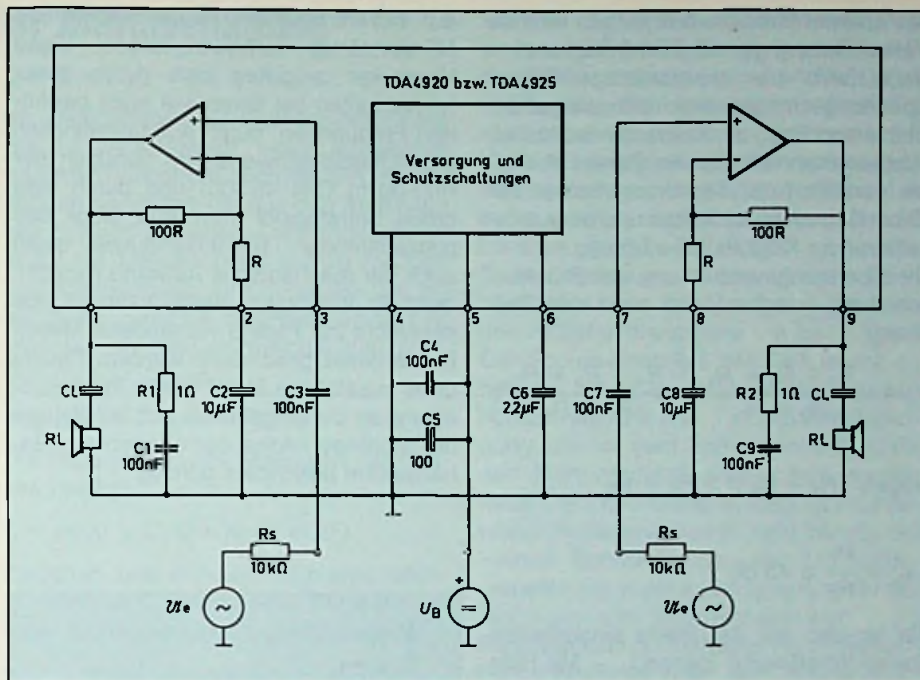 TDA4920 bzw. TDA4925
Versorgung und
Schutzschaltungen
+
−
100R
R
+
−
100R
R
1
2
3
4
5
6
7
8
9
CL
R1
1Ω
C2
10µF
C3
100nF
C4
100nF
C6
2,2µF
C7
100nF
C8
10µF
R2
1Ω
CL
RL
C1
100nF
C5
100
C9
100nF
RL
Rs
10kΩ
Ue
∼
+
UB
=
Rs
10kΩ
Ue
∼